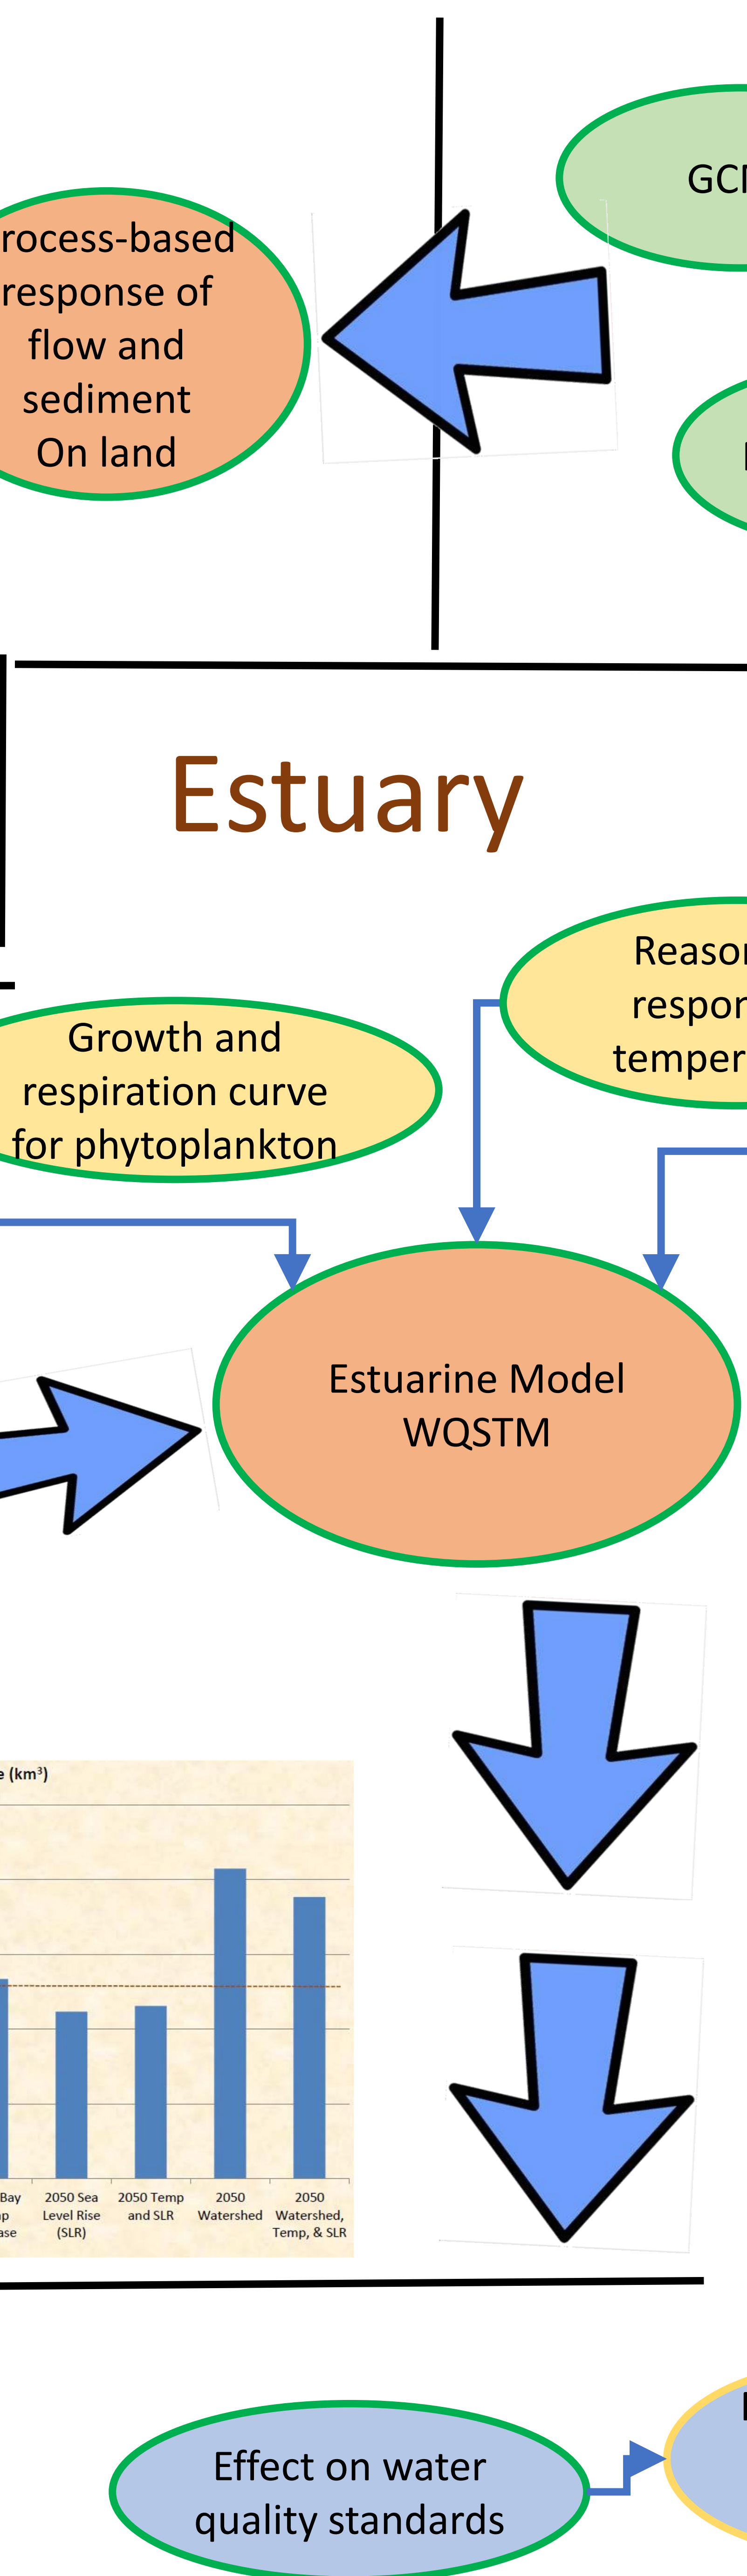 GC
rocess-based
response of
flow and
sediment
On land
Estuary
Reaso
respon
temper
Growth and
respiration curve
for phytoplankton
Estuarine Model
WQSTM
e (km³)
Bay
p
ase
2050 Sea
Level Rise
(SLR)
2050 Temp
and SLR
2050
Watershed
2050
Watershed,
Temp, & SLR
Effect on water
quality standards